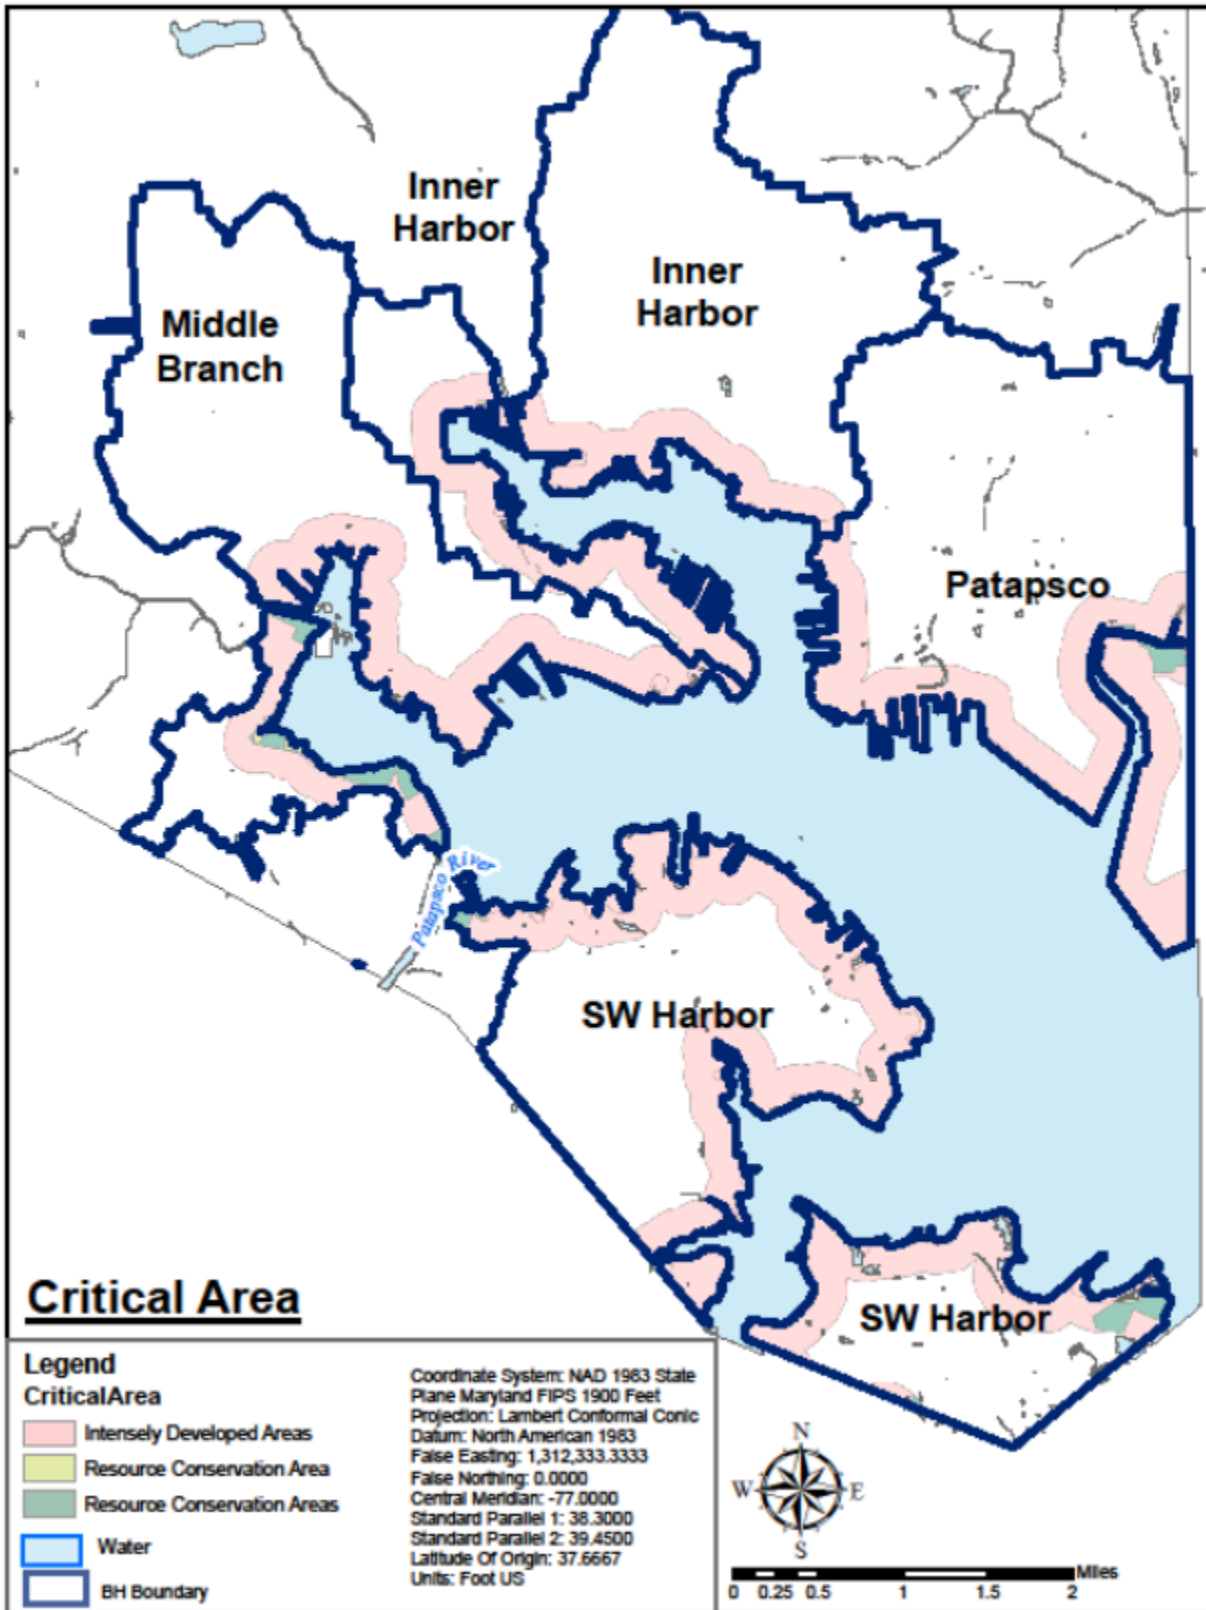 Inner
Harbor
Inner
Harbor
Middle
Branch
Patapsco
Patapsco River
SW Harbor
SW Harbor
Critical Area
Legend
CriticalArea
Intensely Developed Areas
Resource Conservation Area
Resource Conservation Areas
Water
BH Boundary
Coordinate System: NAD 1983 State
Plane Maryland FIPS 1900 Feet
Projection: Lambert Conformal Conic
Datum: North American 1983
False Easting: 1,312,333.3333
False Northing: 0.0000
Central Meridian: -77.0000
Standard Parallel 1: 38.3000
Standard Parallel 2: 39.4500
Latitude Of Origin: 37.6667
Units: Foot US
N
W E
S
Miles
0 0.25 0.5 1 1.5 2